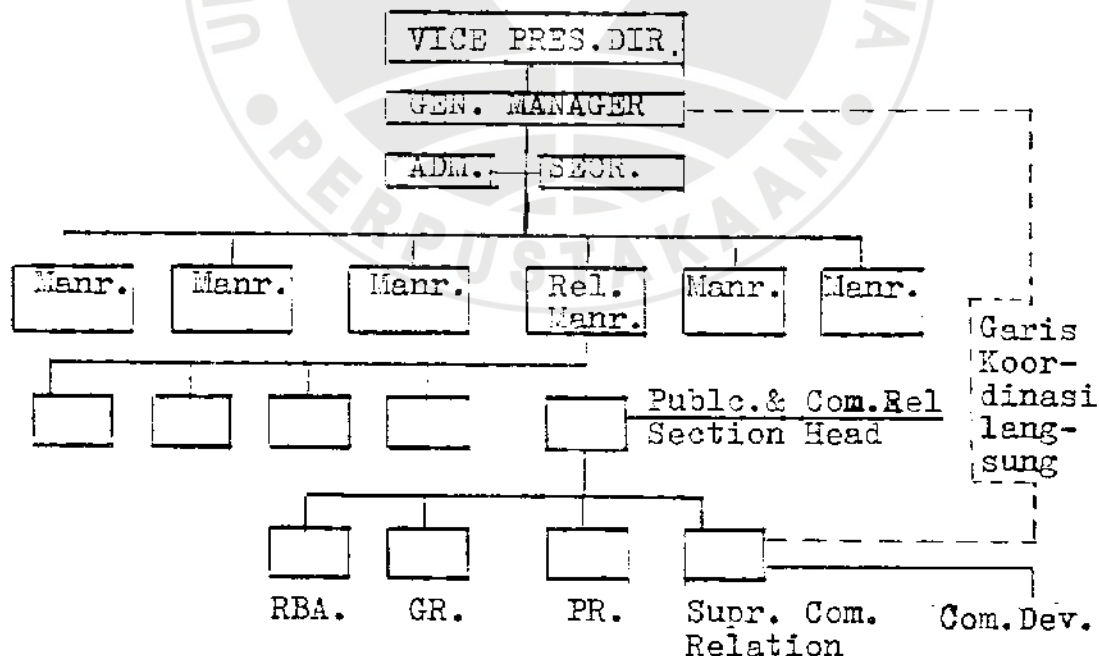 VICE PRES.DIR.
GEN. MANAGER
ADM.
SECR.
Manr.
Manr.
Manr.
Rel.
Manr.
Manr.
Manr.
Garis
Koor-
dinasi
lang-
sung
Publc.& Com.Rel
Section Head
RBA.
GR.
PR.
Supr. Com.
Relation
Com.Dev.
PERPUSTAKAAN